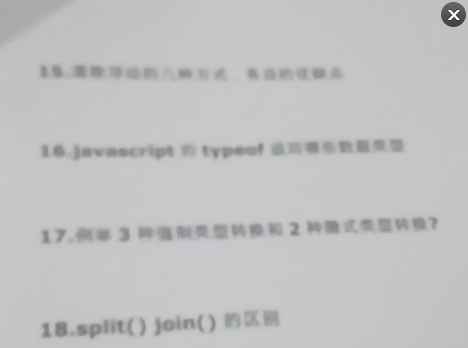 15.清除浮动的几种方式，各自的优缺点
16.javascript 的 typeof 返回哪些数据类型
17.例举 3 种强制类型转换和 2 种隐式类型转换?
18.split() join() 的区别